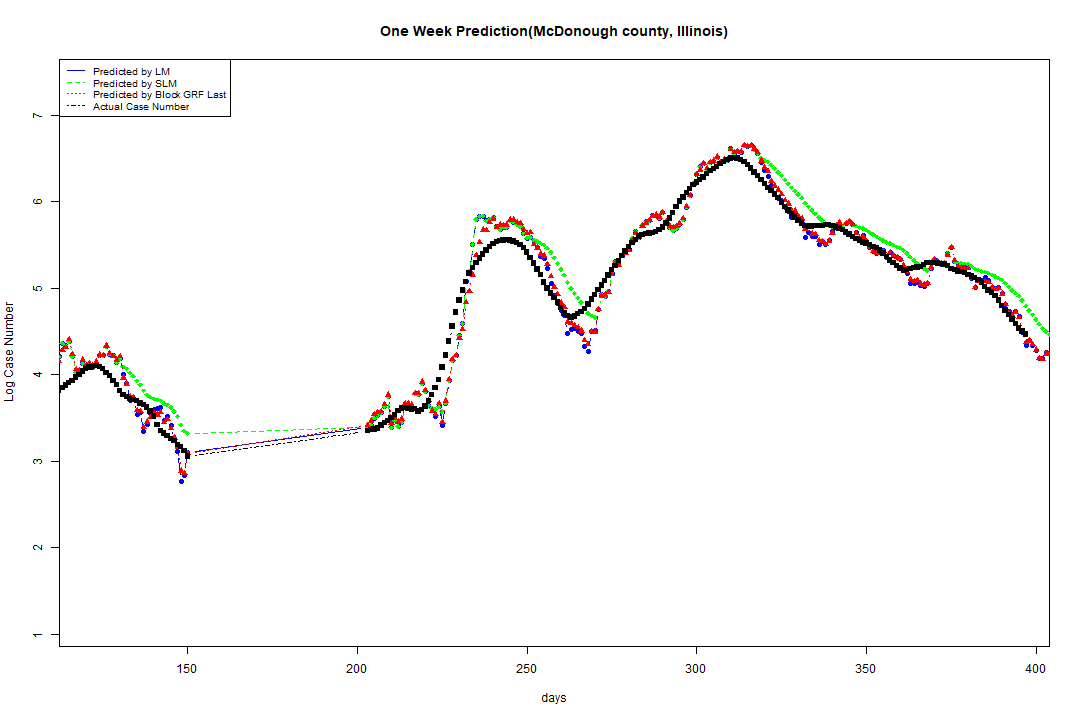 One Week Prediction(McDonough county, Illinois)
Predicted by LM
Predicted by SLM
Predicted by Block GRF Last
Actual Case Number
7
6
5
4
3
2
1
Log Case Number
150 200 250 300 350 400
days